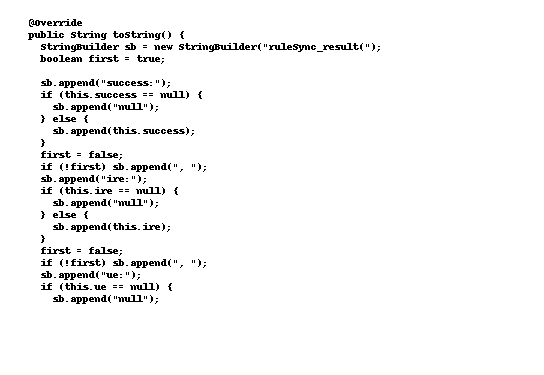 @Override
public String toString() {
  StringBuilder sb = new StringBuilder("ruleSync_result(");
  boolean first = true;

  sb.append("success:");
  if (this.success == null) {
    sb.append("null");
  } else {
    sb.append(this.success);
  }
  first = false;
  if (!first) sb.append(", ");
  sb.append("ire:");
  if (this.ire == null) {
    sb.append("null");
  } else {
    sb.append(this.ire);
  }
  first = false;
  if (!first) sb.append(", ");
  sb.append("ue:");
  if (this.ue == null) {
    sb.append("null");